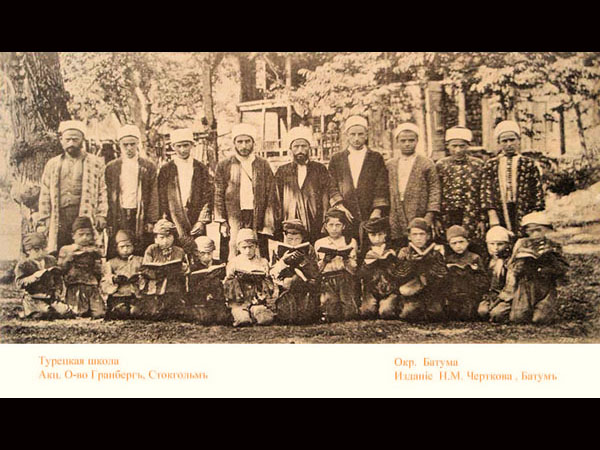 Турецкая школа
Акц. О-во Гранбергъ, Стокгольмъ
Окр. Батума
Изданіе Н.М. Черткова , Батумъ